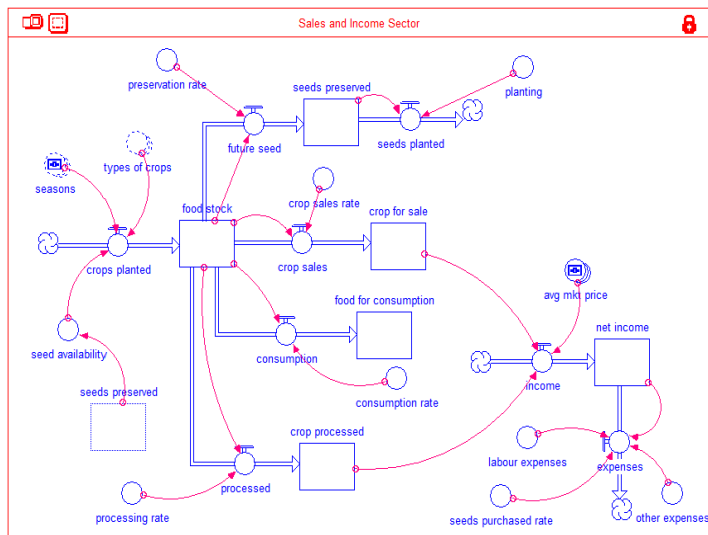 Sales and Income Sector
preservation rate
seeds preserved
planting
future seed
seeds planted
types of crops
seasons
crop sales rate
food stock
crop for sale
crops planted
crop sales
avg mkt price
food for consumption
net income
seed availability
consumption
income
seeds preserved
consumption rate
crop processed
labour expenses
expenses
processed
processing rate
seeds purchased rate
other expenses